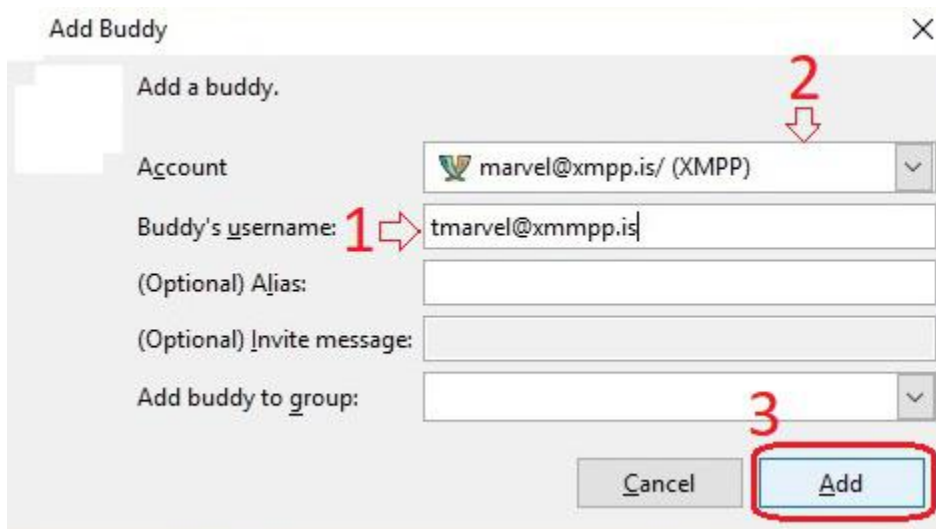 Add Buddy
Add a buddy.
2
Account marvel@xmpp.is/ (XMPP)
Buddy's username: 1 tmarvel@xmmpp.is
(Optional) Alias:
(Optional) Invite message:
Add buddy to group:
3
Cancel Add